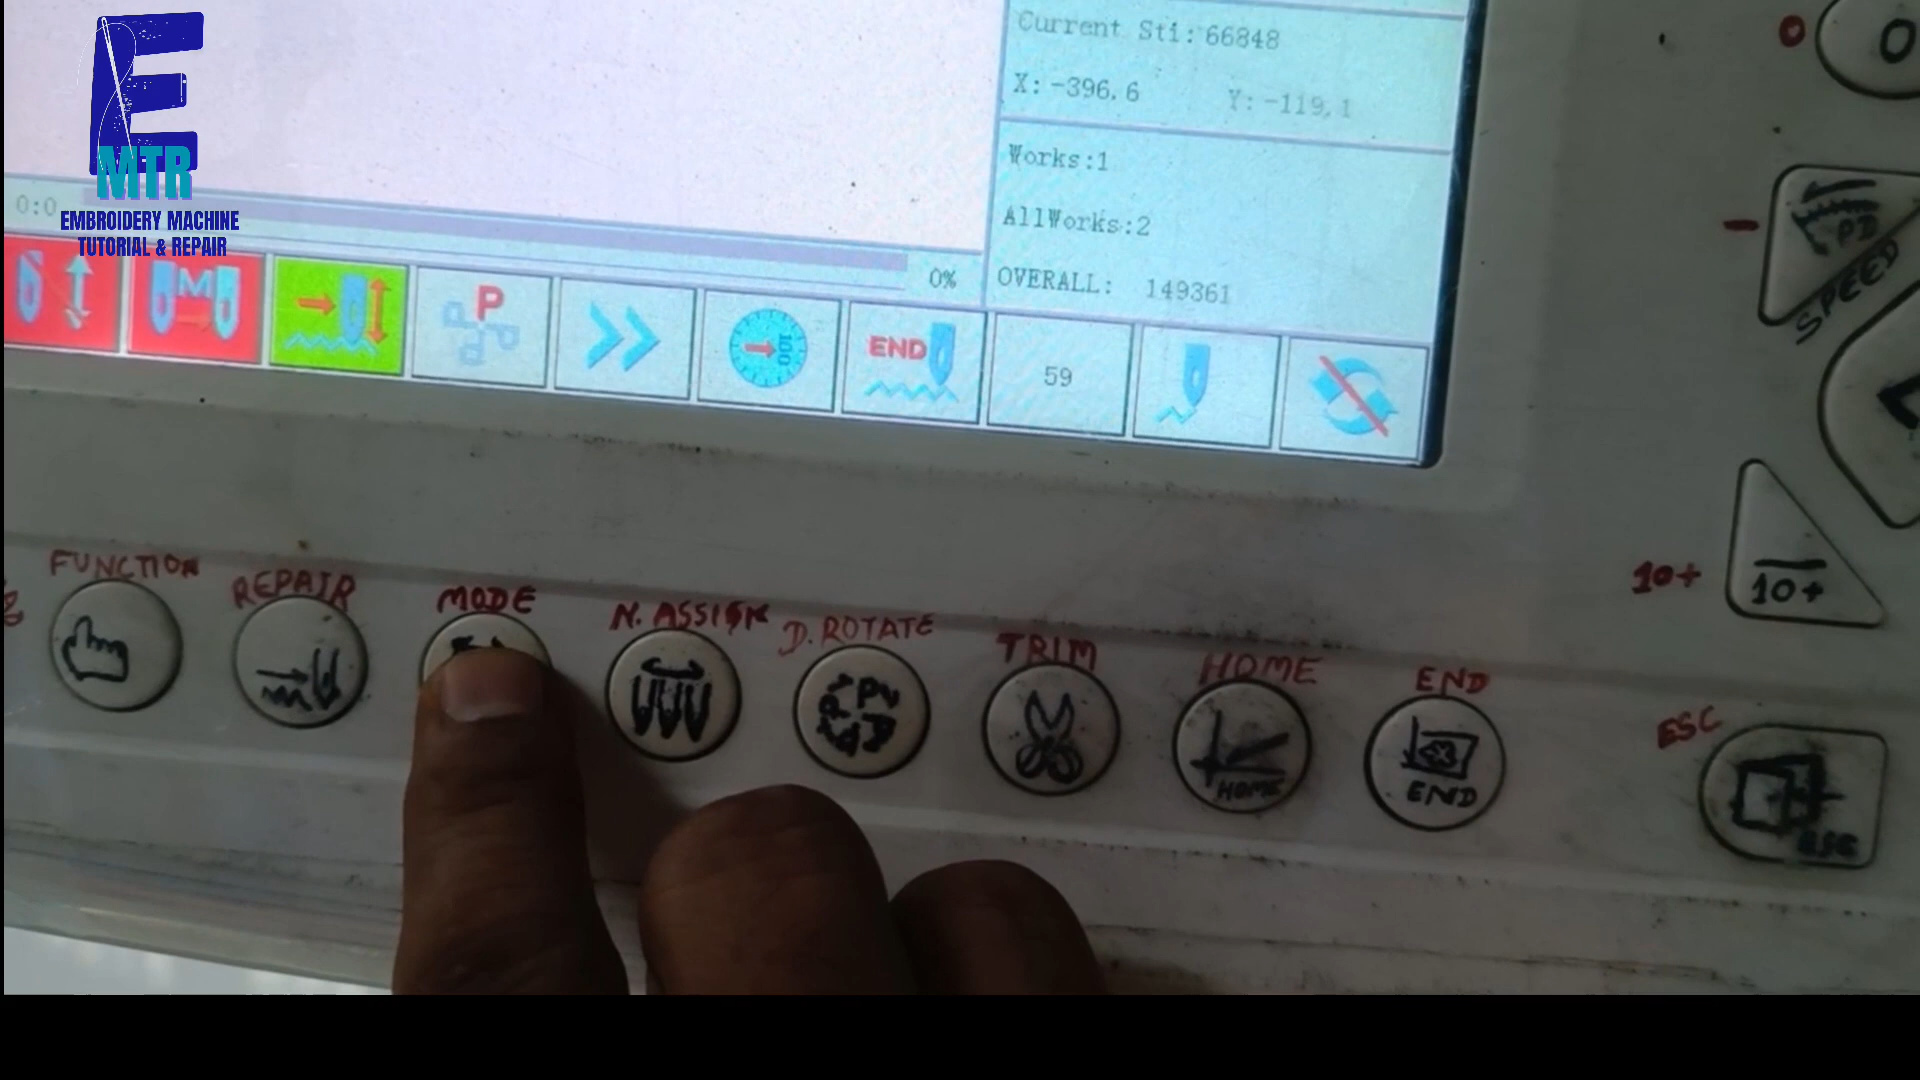 E
MTR
EMBROIDERY MACHINE
TUTORIAL & REPAIR
Current Sti: 66848
X: -396.6 Y: -119.1
Works:1
AllWorks:2
OVERALL: 149361
0:0
0%
M
P
100
END
59
0
0
-
PD
SPEED
10+
10+
FUNCTION
REPAIR
MODE
N. ASSIGN
D. ROTATE
TRIM
HOME
END
ESC
HOME
END
ESC